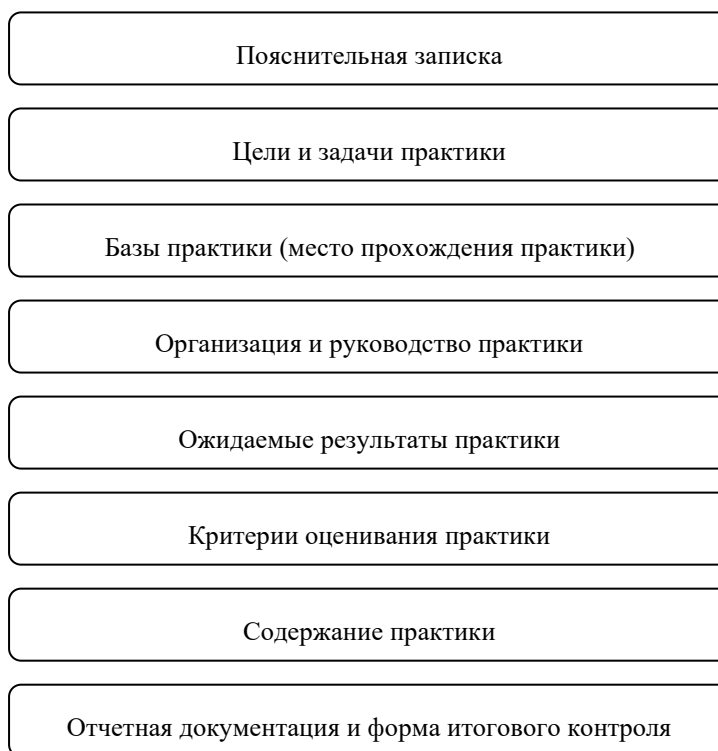 Пояснительная записка
Цели и задачи практики
Базы практики (место прохождения практики)
Организация и руководство практики
Ожидаемые результаты практики
Критерии оценивания практики
Содержание практики
Отчетная документация и форма итогового контроля